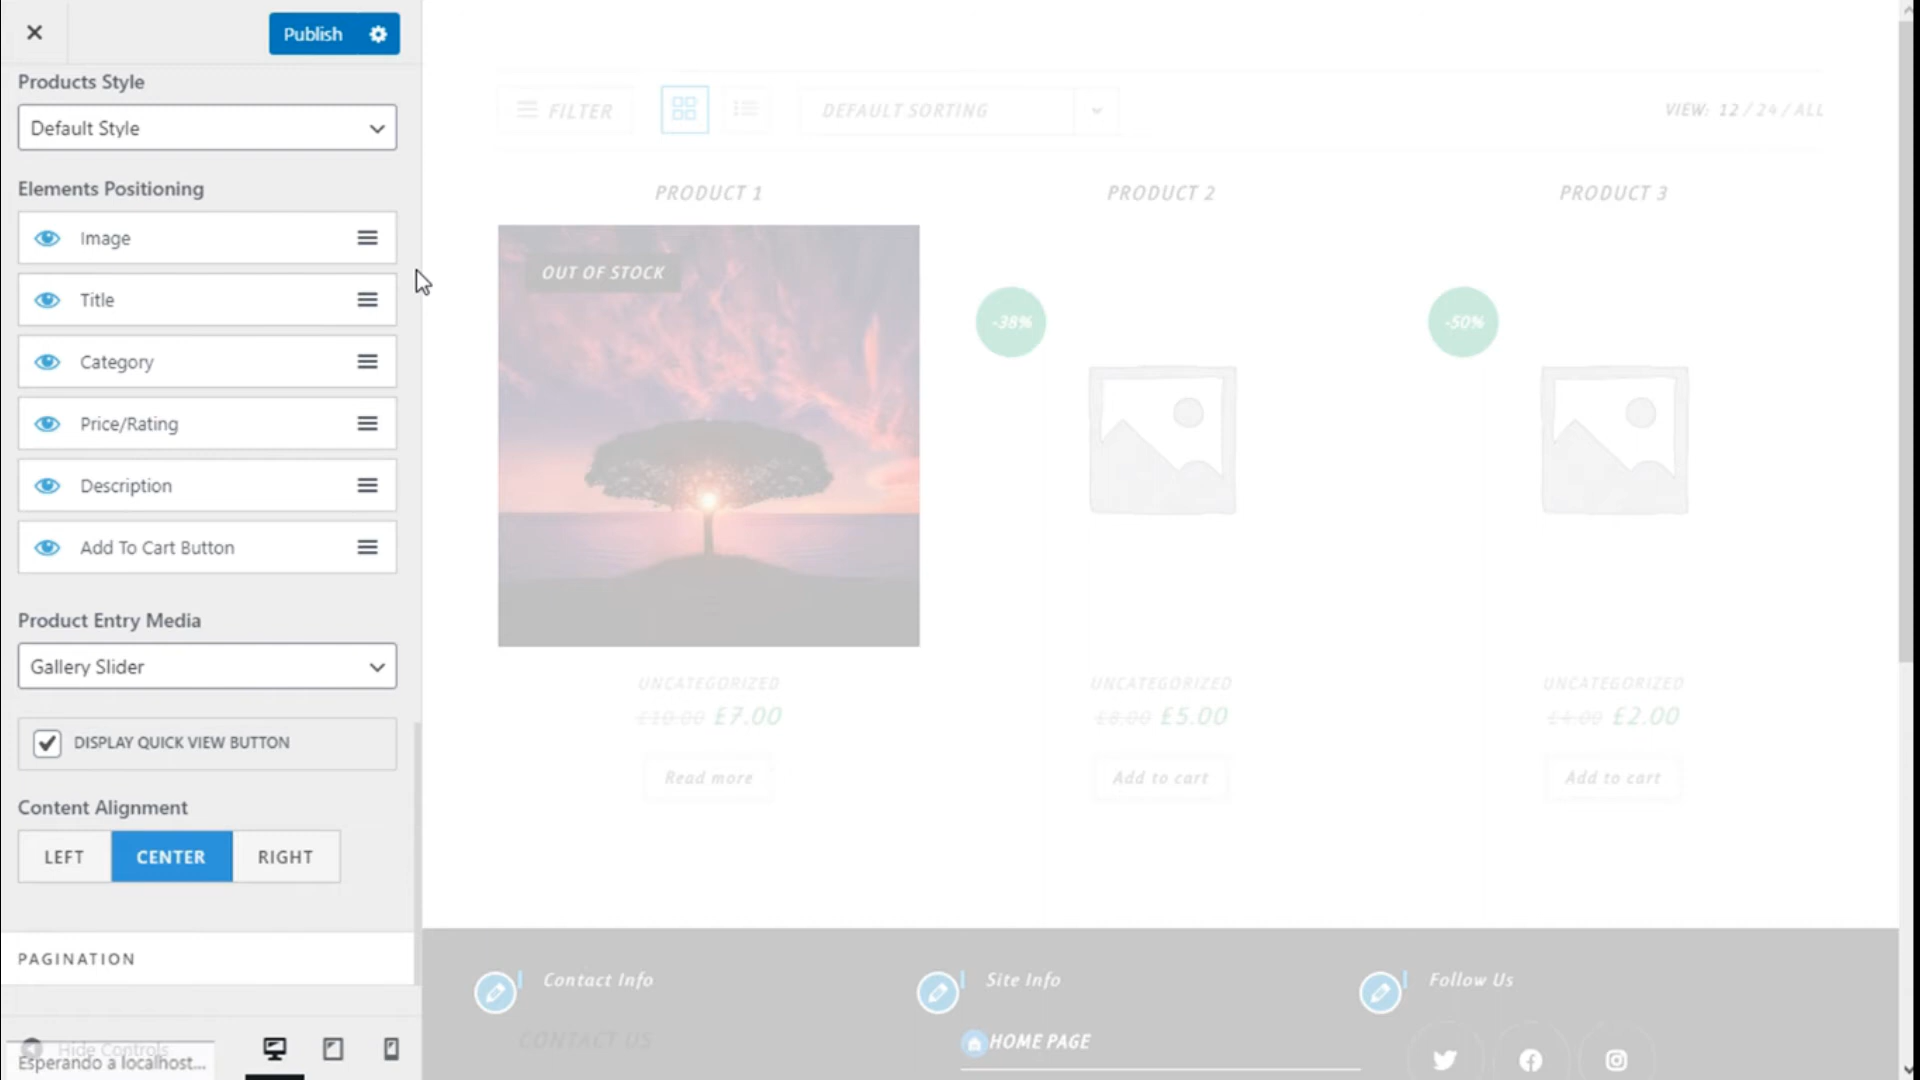 Publish
Products Style
Default Style
Elements Positioning
Image
Title
Category
Price/Rating
Description
Add To Cart Button
Product Entry Media
Gallery Slider
DISPLAY QUICK VIEW BUTTON
Content Alignment
LEFT CENTER RIGHT
PAGINATION
Hide Controls
Esperando a localhost...
FILTER DEFAULT SORTING VIEW: 12 / 24 / ALL
PRODUCT 1 PRODUCT 2 PRODUCT 3
OUT OF STOCK
-38% -50%
UNCATEGORIZED UNCATEGORIZED UNCATEGORIZED
£10.00 £7.00 £8.00 £5.00 £4.00 £2.00
Read more Add to cart Add to cart
Contact Info Site Info Follow Us
CONTACT US HOME PAGE